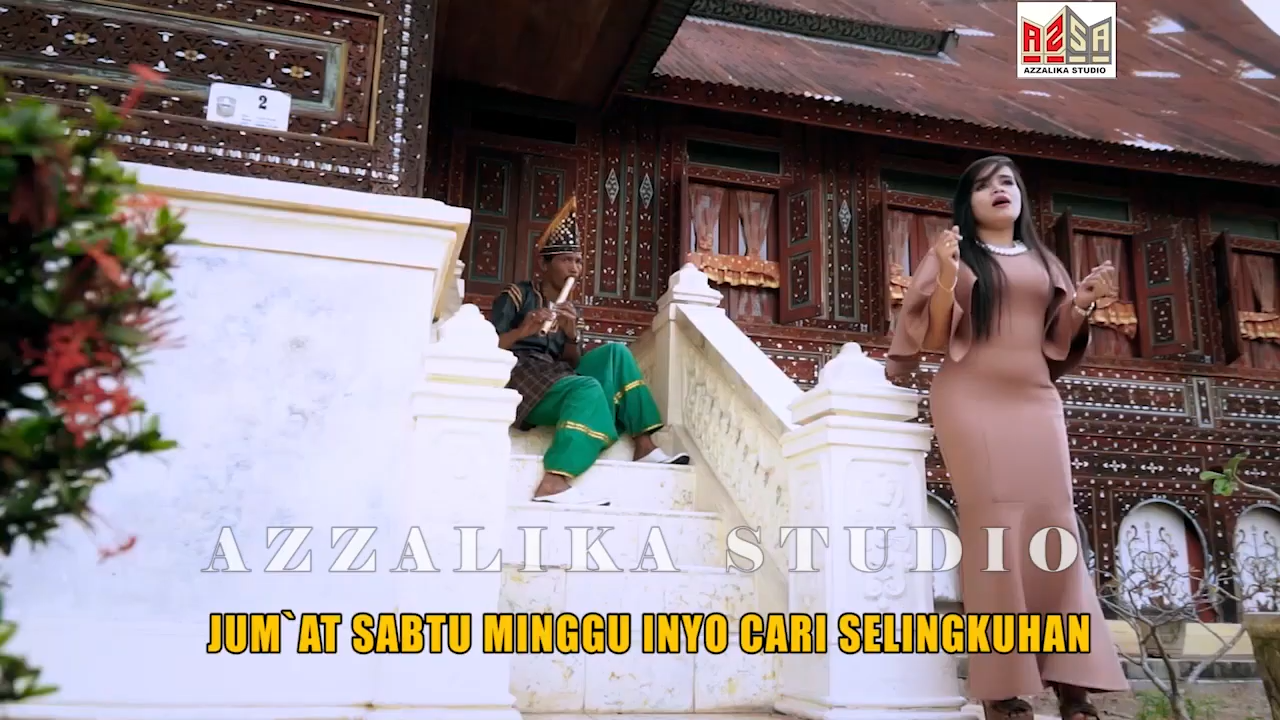 AZSA
AZZALIKA STUDIO
2
AZZALIKA STUDIO
JUM`AT SABTU MINGGU INYO CARI SELINGKUHAN